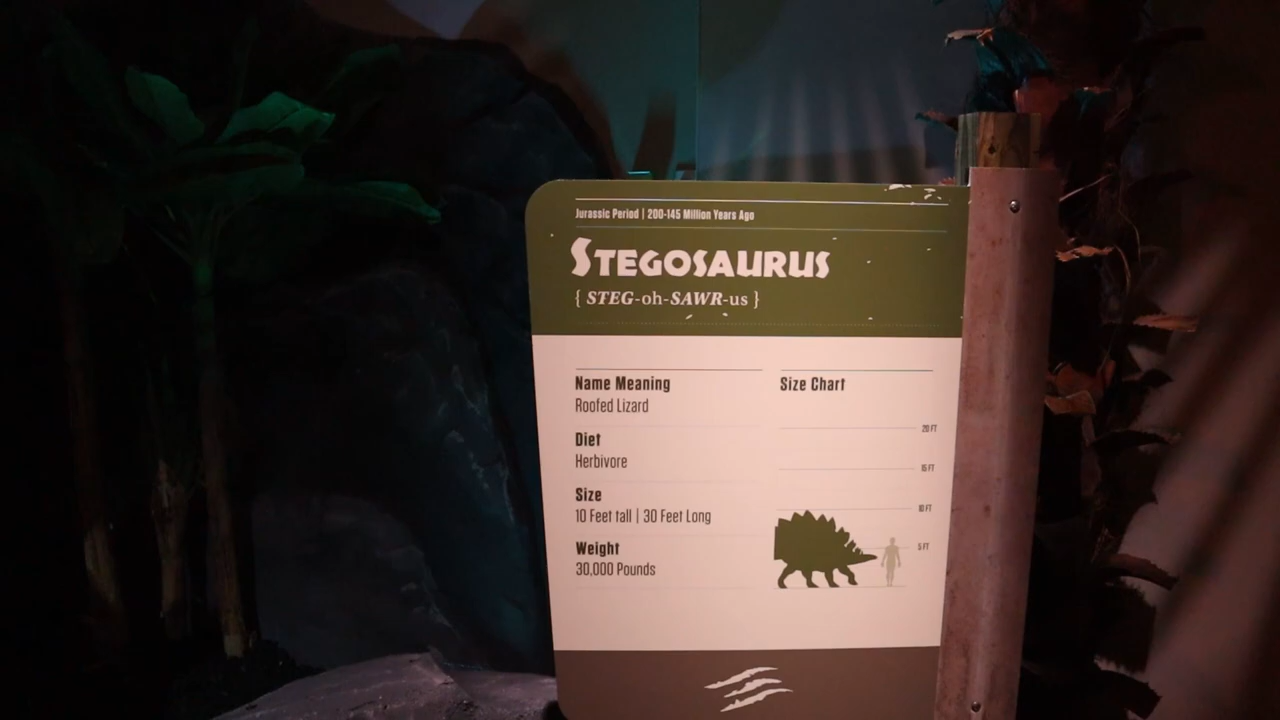 Jurassic Period | 200-145 Million Years Ago
STEGOSAURUS
{ STEG-oh-SAWR-us }
Name Meaning
Roofed Lizard
Diet
Herbivore
Size
10 Feet tall | 30 Feet Long
Weight
30,000 Pounds
Size Chart
20 FT
15 FT
10 FT
5 FT